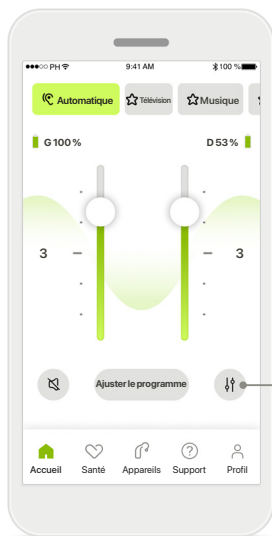 PH 9:41 AM 100 %
Automatique Télévision Musique
G 100 % D 53 %
3 3
Ajuster le programme
Accueil Santé Appareils Support Profil